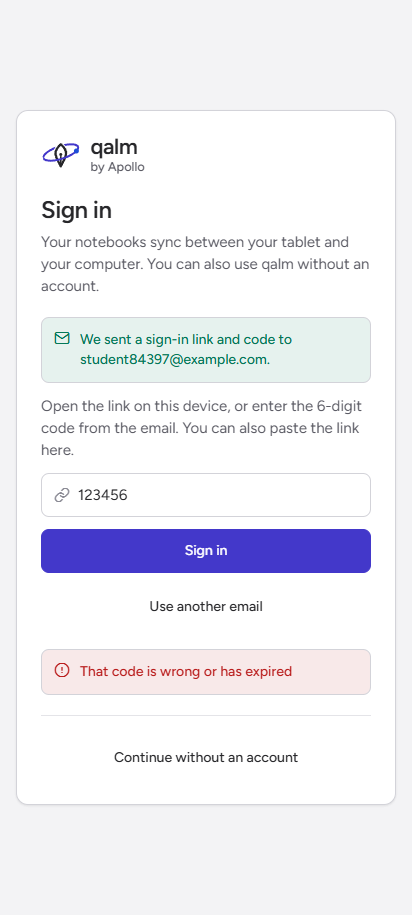 qalm
by Apollo
Sign in
Your notebooks sync between your tablet and
your computer. You can also use qalm without an
account.
We sent a sign-in link and code to
student84397@example.com.
Open the link on this device, or enter the 6-digit
code from the email. You can also paste the link
here.
123456
Sign in
Use another email
That code is wrong or has expired
Continue without an account